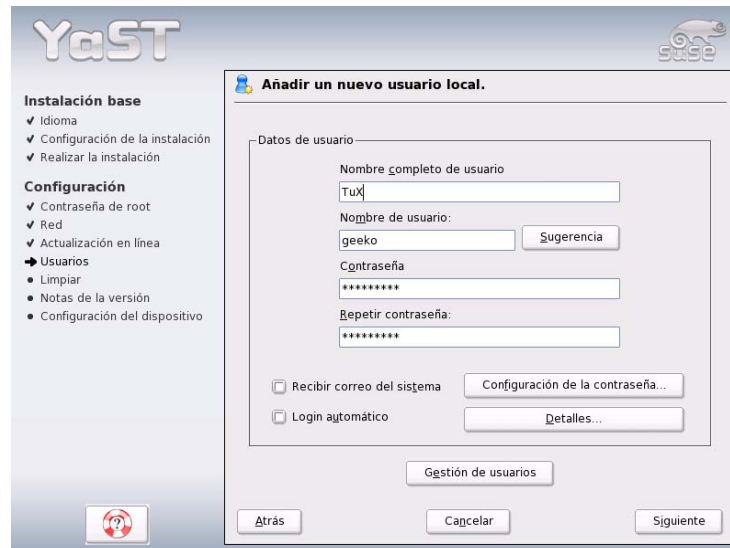 YaST
suse
Instalación base
Idioma
Configuración de la instalación
Realizar la instalación
Configuración
Contraseña de root
Red
Actualización en línea
Usuarios
Limpiar
Notas de la versión
Configuración del dispositivo
Añadir un nuevo usuario local.
Datos de usuario
Nombre completo de usuario
TuX
Nombre de usuario:
geeko
Sugerencia
Contraseña
*********
Repetir contraseña:
*********
Recibir correo del sistema
Configuración de la contraseña...
Login automático
Detalles...
Gestión de usuarios
Atrás
Cancelar
Siguiente